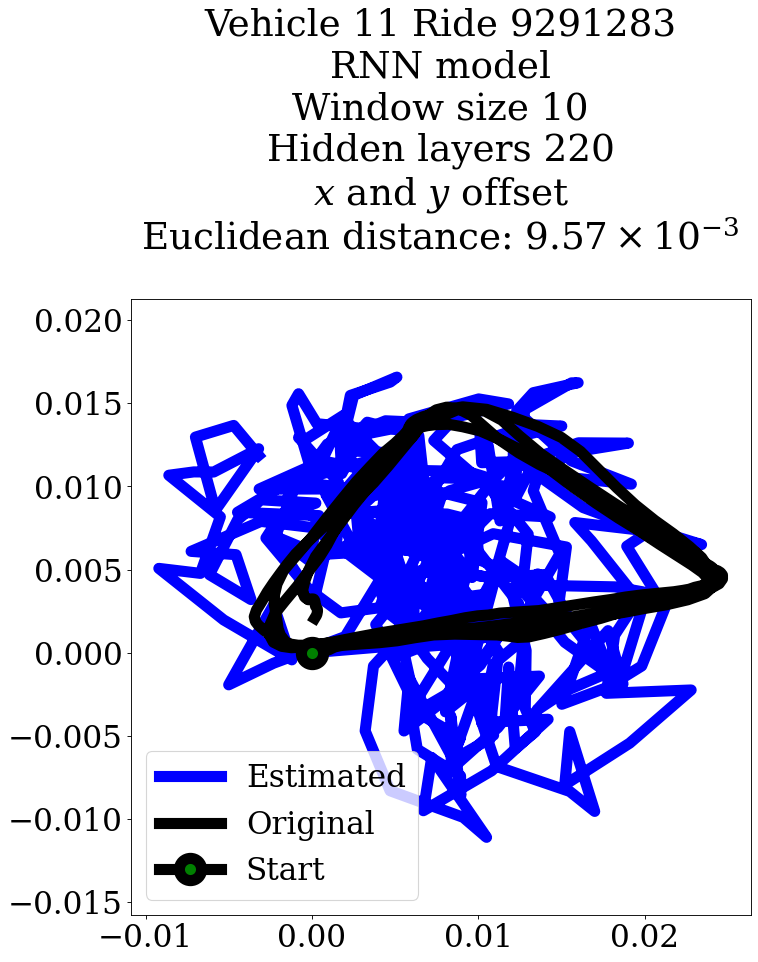 Vehicle 11 Ride 9291283
RNN model
Window size 10
Hidden layers 220
x and y offset
Euclidean distance: 9.57 × 10⁻³
0.020
0.015
0.010
0.005
0.000
−0.005
−0.010
−0.015
Estimated
Original
Start
−0.01 0.00 0.01 0.02